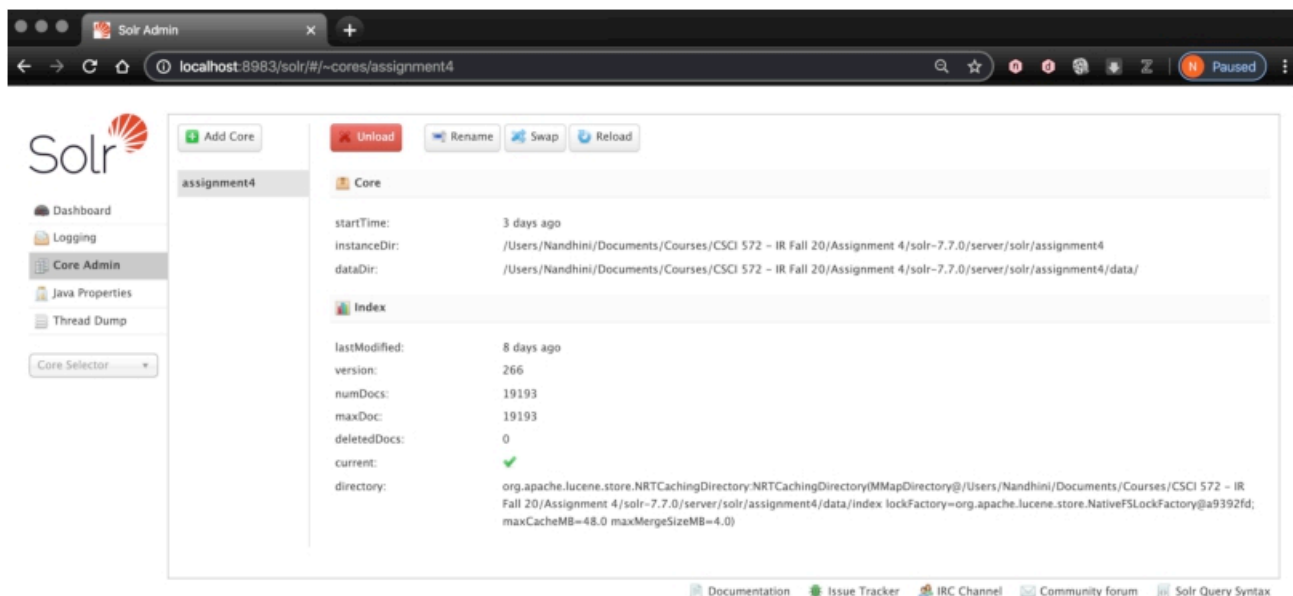 Solr Admin
localhost:8983/solr/#/~cores/assignment4
N Paused
Solr
Dashboard
Logging
Core Admin
Java Properties
Thread Dump
Core Selector
Add Core
assignment4
Unload Rename Swap Reload
Core
startTime: 3 days ago
instanceDir: /Users/Nandhini/Documents/Courses/CSCI 572 - IR Fall 20/Assignment 4/solr-7.7.0/server/solr/assignment4
dataDir: /Users/Nandhini/Documents/Courses/CSCI 572 - IR Fall 20/Assignment 4/solr-7.7.0/server/solr/assignment4/data/
Index
lastModified: 8 days ago
version: 266
numDocs: 19193
maxDoc: 19193
deletedDocs: 0
current:
directory: org.apache.lucene.store.NRTCachingDirectory:NRTCachingDirectory(MMapDirectory@/Users/Nandhini/Documents/Courses/CSCI 572 - IR
Fall 20/Assignment 4/solr-7.7.0/server/solr/assignment4/data/index lockFactory=org.apache.lucene.store.NativeFSLockFactory@a9392fd;
maxCacheMB=48.0 maxMergeSizeMB=4.0)
Documentation Issue Tracker IRC Channel Community forum Solr Query Syntax